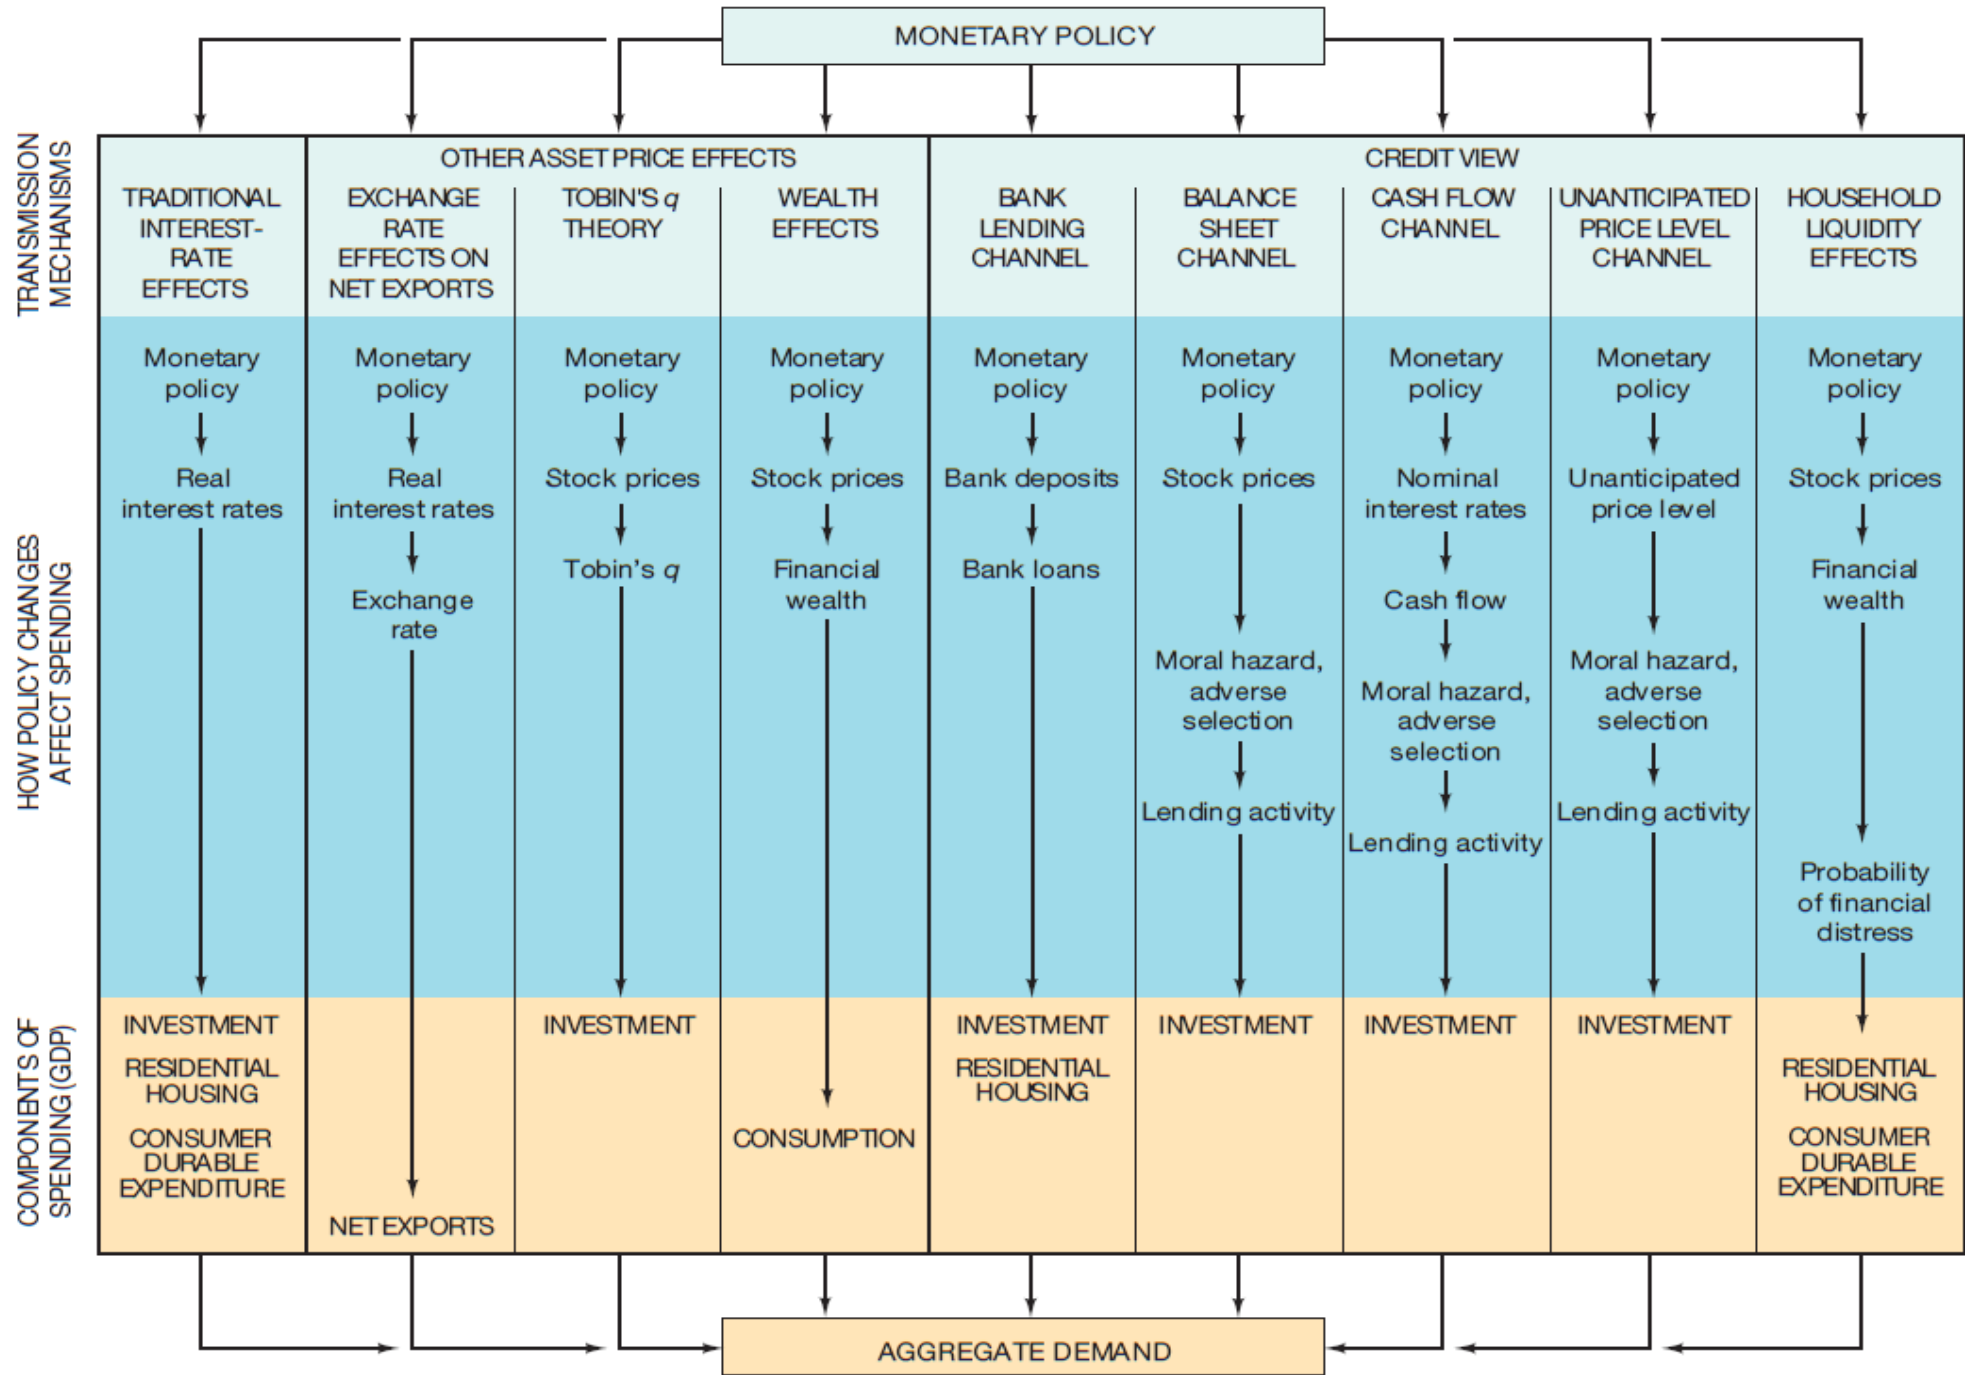 MONETARY POLICY
TRANSMISSION
MECHANISMS
OTHER ASSET PRICE EFFECTS
CREDIT VIEW
TRADITIONAL
INTEREST-
RATE
EFFECTS
EXCHANGE
RATE
EFFECTS ON
NET EXPORTS
TOBIN'S q
THEORY
WEALTH
EFFECTS
BANK
LENDING
CHANNEL
BALANCE
SHEET
CHANNEL
CASH FLOW
CHANNEL
UNANTICIPATED
PRICE LEVEL
CHANNEL
HOUSEHOLD
LIQUIDITY
EFFECTS
HOW POLICY CHANGES
AFFECT SPENDING
Monetary
policy
Real
interest rates
Monetary
policy
Real
interest rates
Exchange
rate
Monetary
policy
Stock prices
Tobin's q
Monetary
policy
Stock prices
Financial
wealth
Monetary
policy
Bank deposits
Bank loans
Monetary
policy
Stock prices
Moral hazard,
adverse
selection
Lending activity
Monetary
policy
Nominal
interest rates
Cash flow
Moral hazard,
adverse
selection
Lending activity
Monetary
policy
Unanticipated
price level
Moral hazard,
adverse
selection
Lending activity
Monetary
policy
Stock prices
Financial
wealth
Probability
of financial
distress
COMPONENTS OF
SPENDING (GDP)
INVESTMENT
RESIDENTIAL
HOUSING
CONSUMER
DURABLE
EXPENDITURE
NET EXPORTS
INVESTMENT
CONSUMPTION
INVESTMENT
RESIDENTIAL
HOUSING
INVESTMENT
INVESTMENT
INVESTMENT
RESIDENTIAL
HOUSING
CONSUMER
DURABLE
EXPENDITURE
AGGREGATE DEMAND